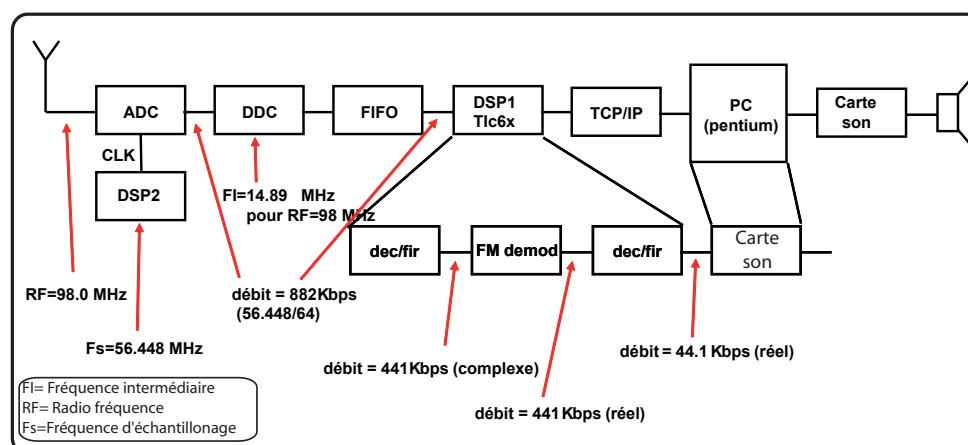 ADC
DDC
FIFO
DSP1
Tlc6x
TCP/IP
PC
(pentium)
Carte
son
CLK
DSP2
FI=14.89 MHz
pour RF=98 MHz
dec/fir
FM demod
dec/fir
Carte
son
RF=98.0 MHz
débit = 882Kbps
(56.448/64)
Fs=56.448 MHz
débit = 441Kbps (complexe)
débit = 441Kbps (réel)
débit = 44.1 Kbps (réel)
FI= Fréquence intermédiaire
RF= Radio fréquence
Fs=Fréquence d'échantillonage